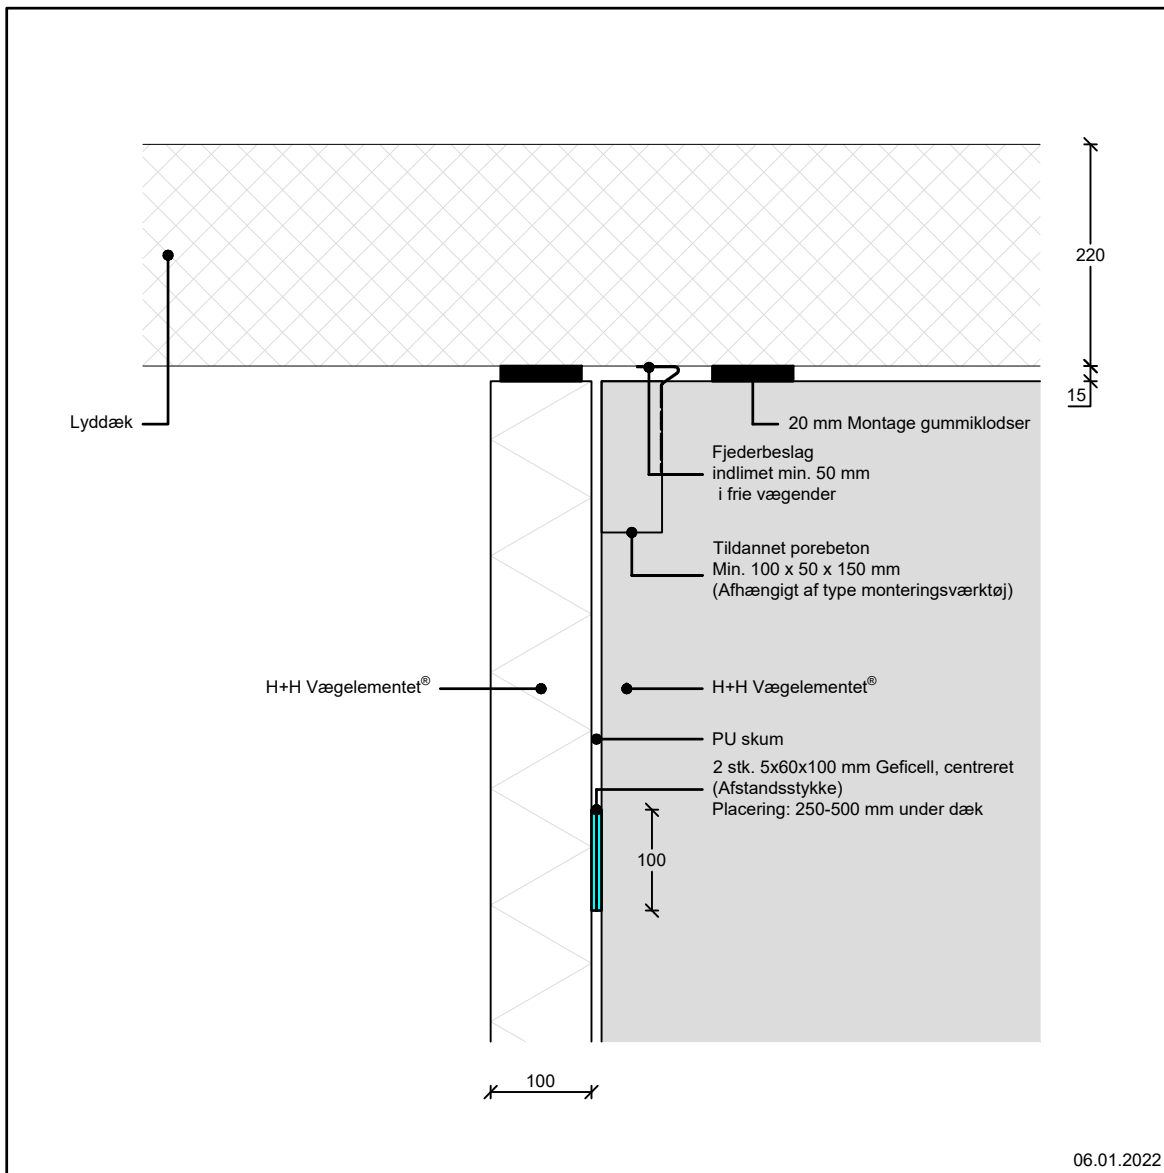 220
15
Lyddæk
20 mm Montage gummiklodser
Fjederbeslag
indlimet min. 50 mm
i frie vægender
Tildannet porebeton
Min. 100 x 50 x 150 mm
(Afhængigt af type monteringsværktøj)
H+H Vægelementet®
H+H Vægelementet®
PU skum
2 stk. 5x60x100 mm Geficell, centreret
(Afstandsstykke)
Placering: 250-500 mm under dæk
100
100
06.01.2022